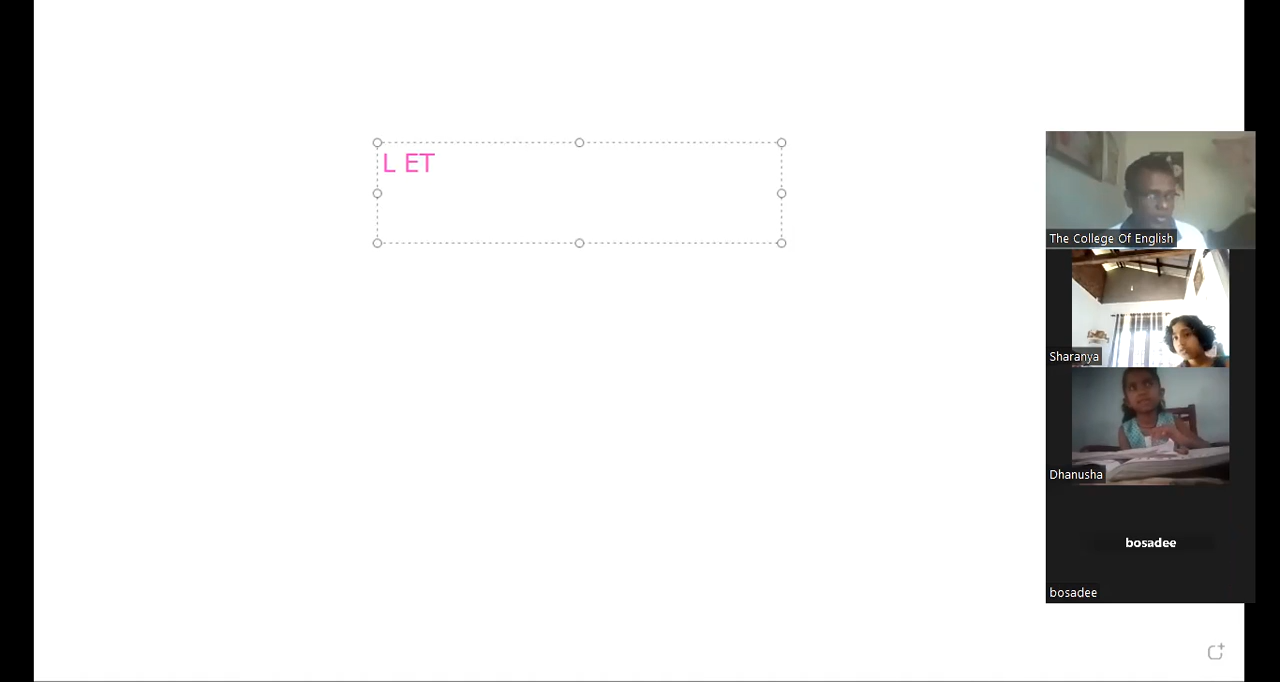 L ET
The College Of English
Sharanya
Dhanusha
bosadee
bosadee